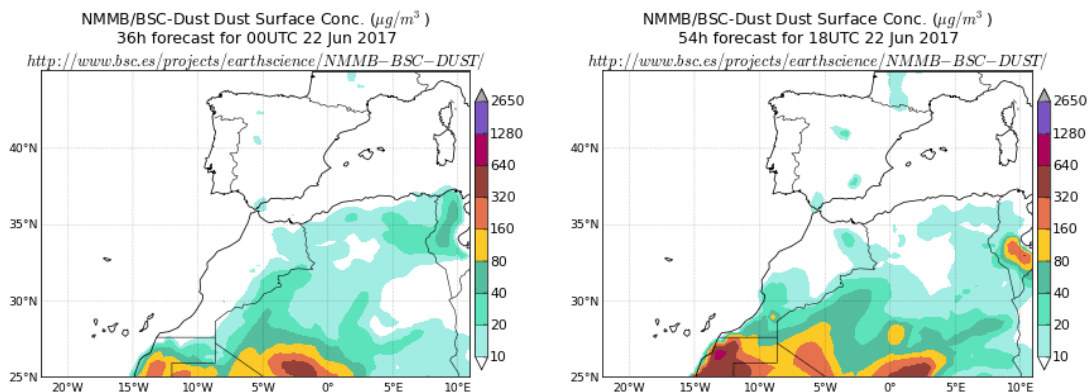 NMMB/BSC-Dust Dust Surface Conc. (μg/m³ )
36h forecast for 00UTC 22 Jun 2017
http://www.bsc.es/projects/earthscience/NMMB−BSC−DUST/
2650
1280
640
320
160
80
40
20
10
40°N
35°N
30°N
25°N
20°W
15°W
10°W
5°W
0°E
5°E
10°E
NMMB/BSC-Dust Dust Surface Conc. (μg/m³ )
54h forecast for 18UTC 22 Jun 2017
http://www.bsc.es/projects/earthscience/NMMB−BSC−DUST/
2650
1280
640
320
160
80
40
20
10
40°N
35°N
30°N
25°N
20°W
15°W
10°W
5°W
0°E
5°E
10°E